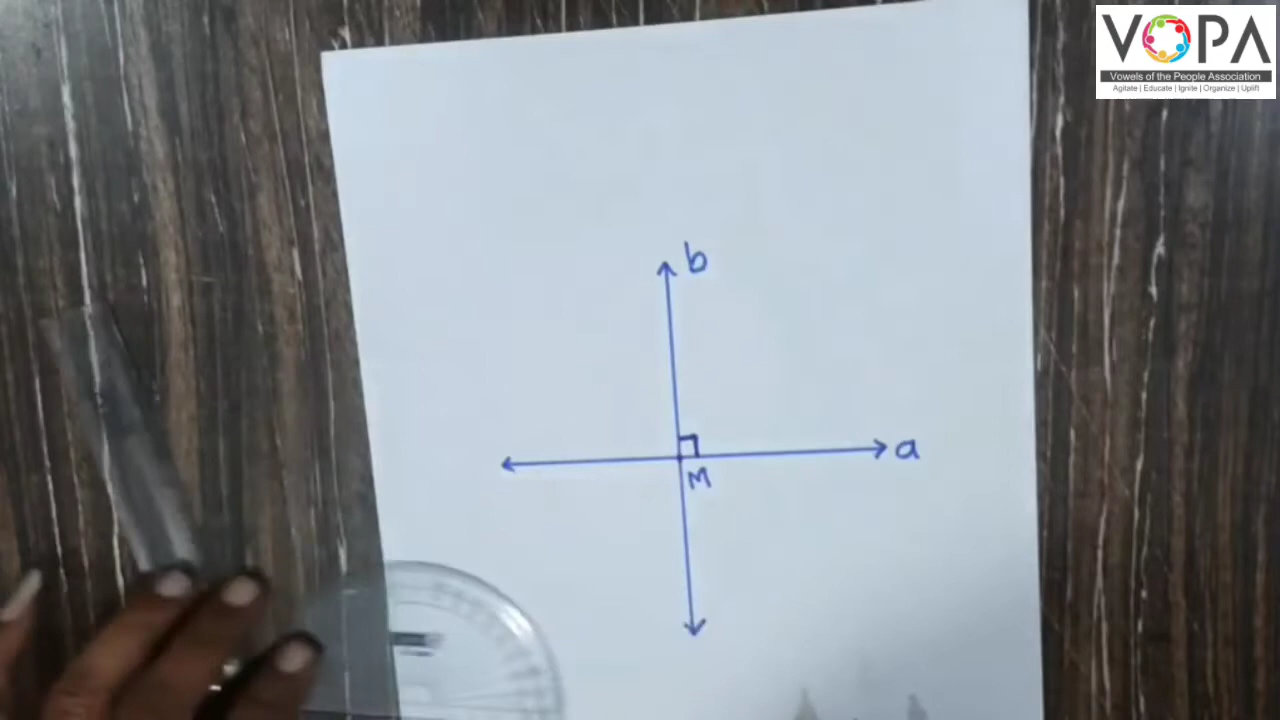 VOPA
Vowels of the People Association
Agitate | Educate | Ignite | Organize | Uplift
b
a
M